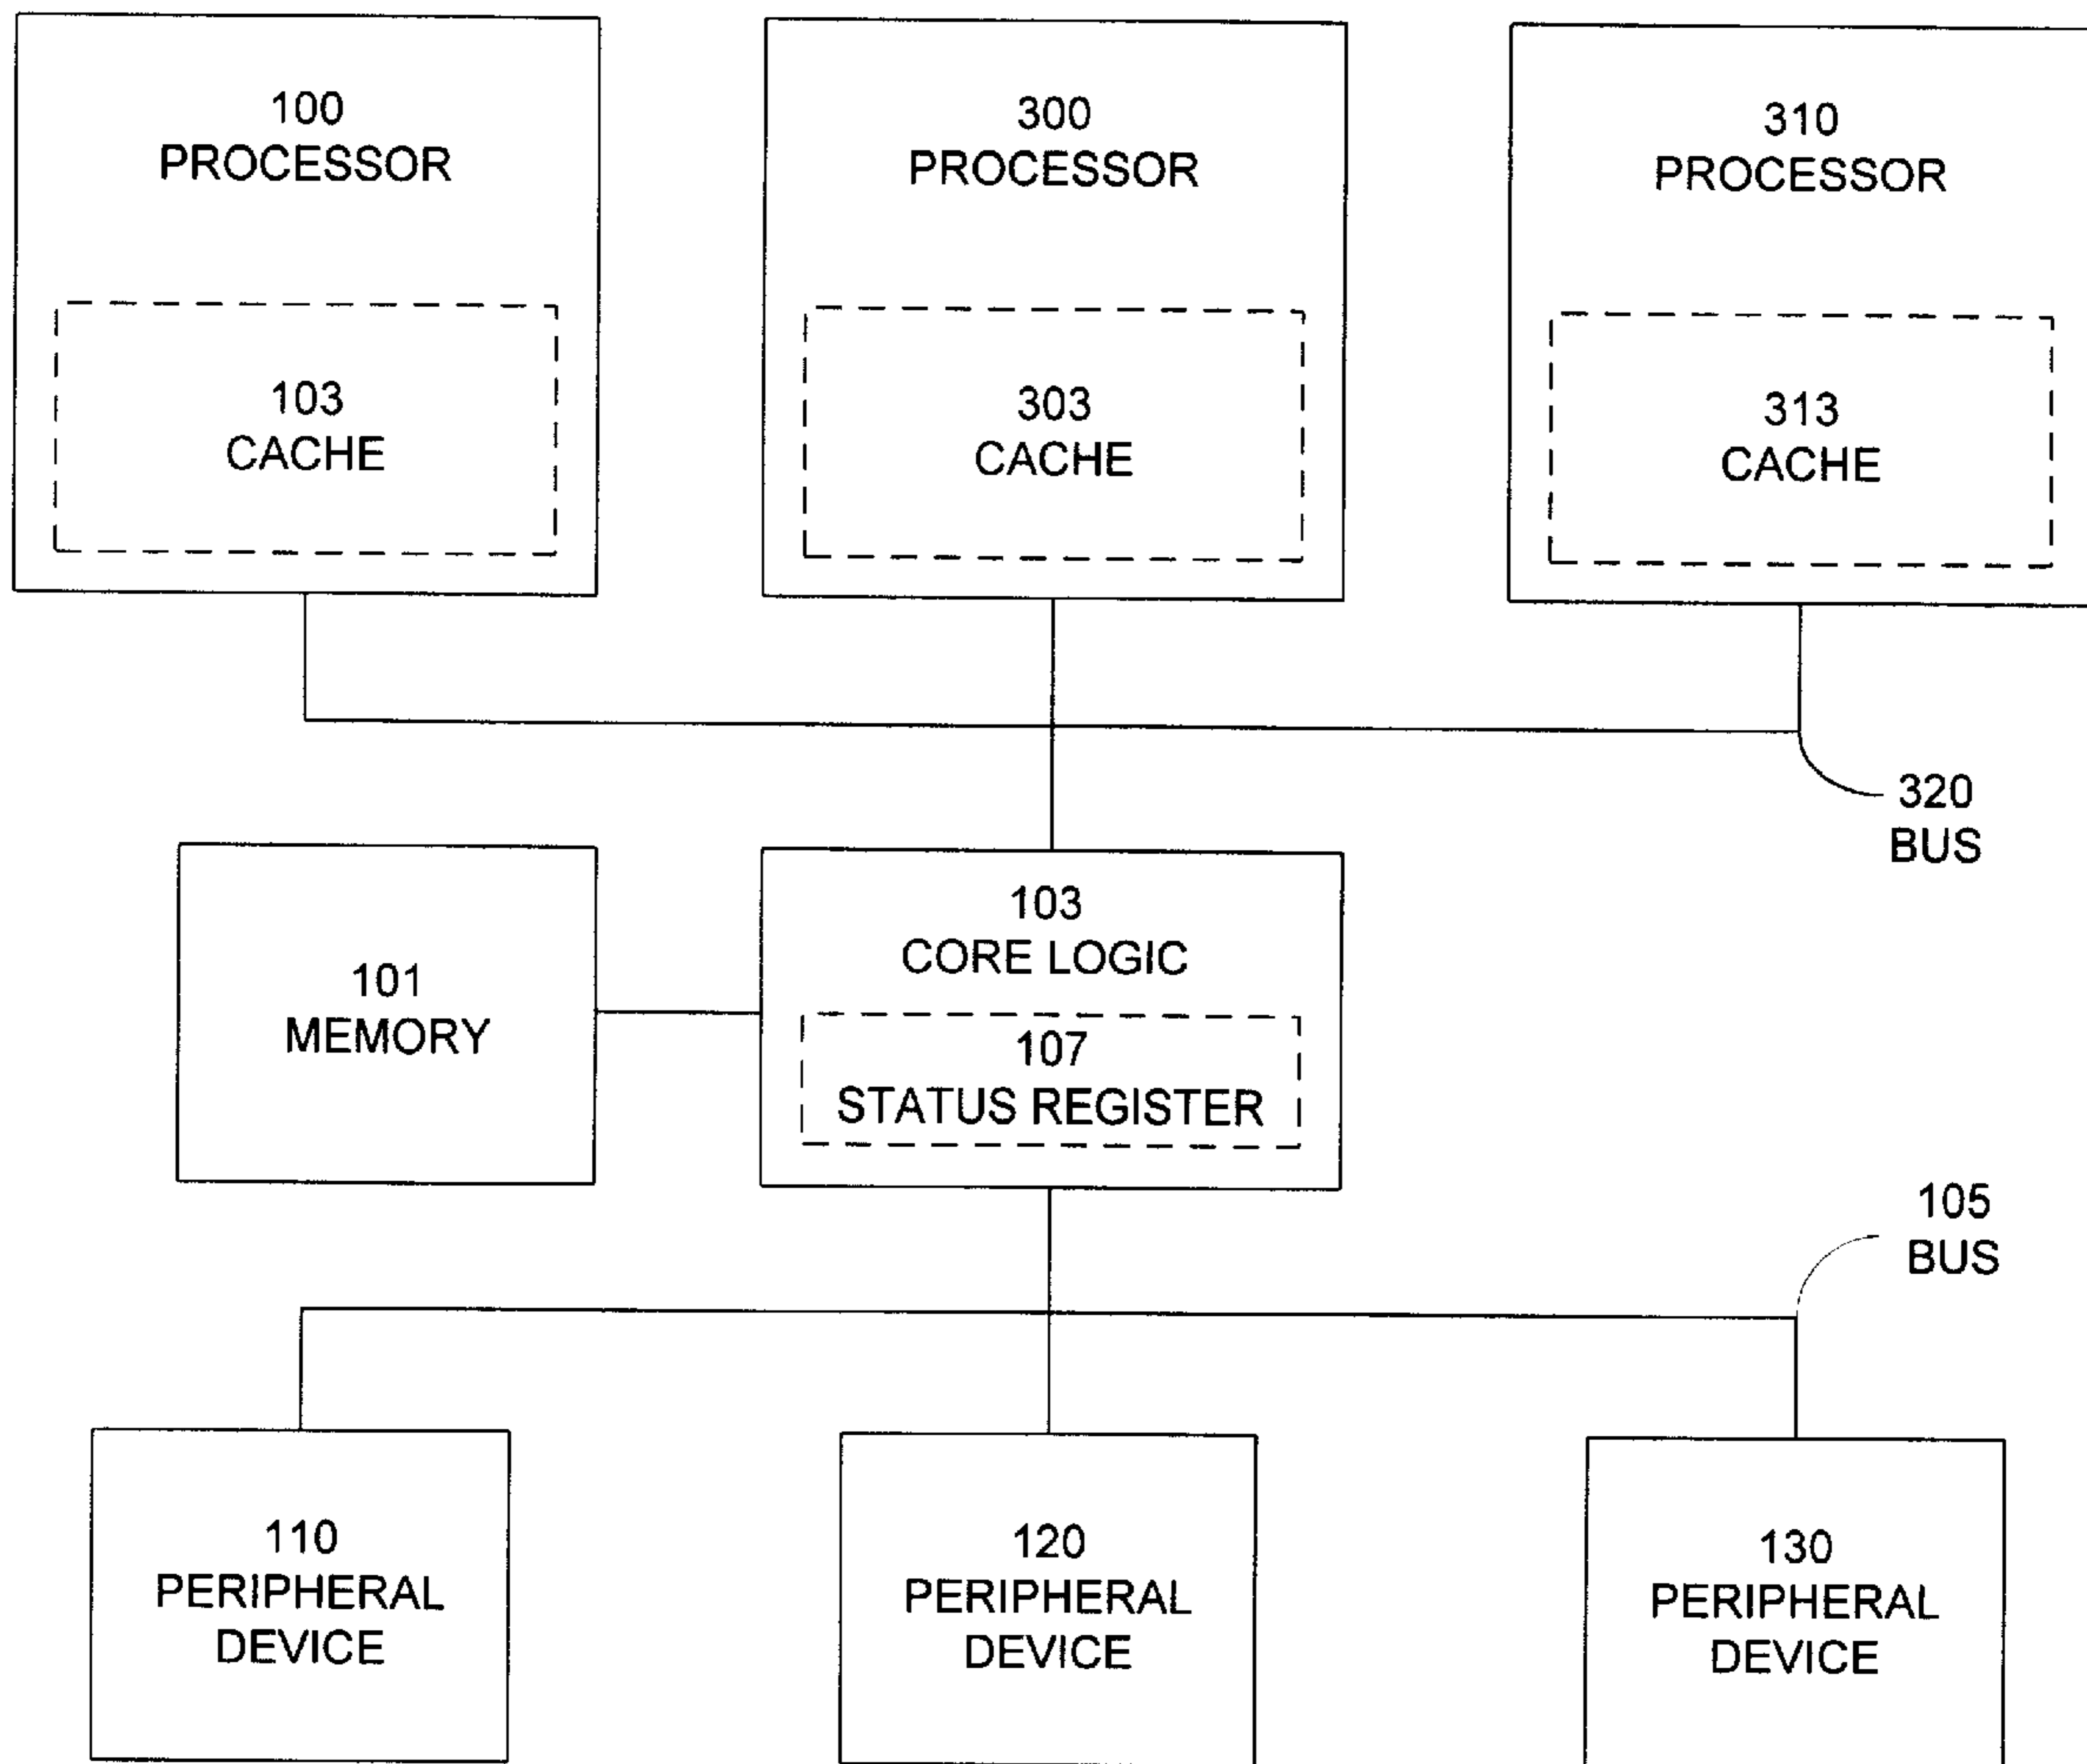 100
PROCESSOR
103
CACHE
300
PROCESSOR
303
CACHE
310
PROCESSOR
313
CACHE
320
BUS
101
MEMORY
103
CORE LOGIC
107
STATUS REGISTER
105
BUS
110
PERIPHERAL
DEVICE
120
PERIPHERAL
DEVICE
130
PERIPHERAL
DEVICE